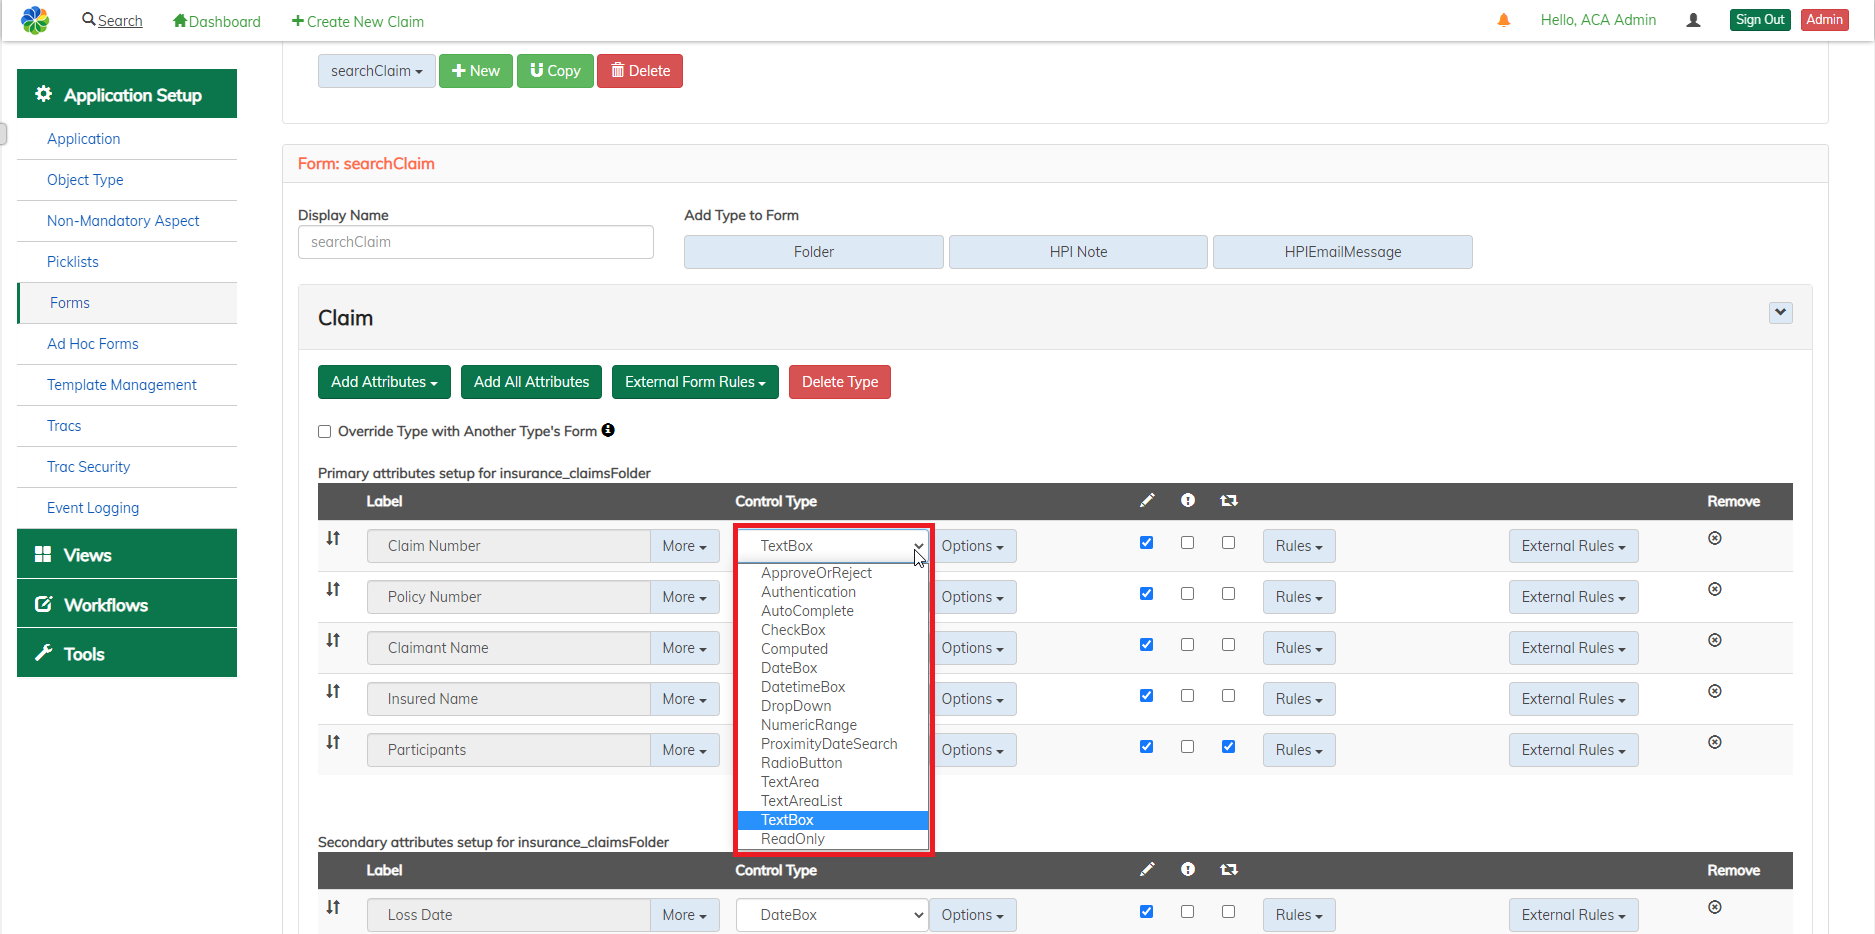 Search Dashboard Create New Claim Hello, ACA Admin Sign Out Admin
searchClaim New Copy Delete
Application Setup
Application
Object Type
Non-Mandatory Aspect
Picklists
Forms
Ad Hoc Forms
Template Management
Tracs
Trac Security
Event Logging
Views
Workflows
Tools
Form: searchClaim
Display Name Add Type to Form
searchClaim Folder HPI Note HPIEmailMessage
Claim
Add Attributes Add All Attributes External Form Rules Delete Type
Override Type with Another Type's Form
Primary attributes setup for insurance_claimsFolder
Label Control Type Remove
Claim Number More TextBox Options Rules External Rules
Policy Number More Options Rules External Rules
Claimant Name More Options Rules External Rules
Insured Name More Options Rules External Rules
Participants More Options Rules External Rules
ApproveOrReject
Authentication
AutoComplete
CheckBox
Computed
DateBox
DatetimeBox
DropDown
NumericRange
ProximityDateSearch
RadioButton
TextArea
TextAreaList
TextBox
ReadOnly
Secondary attributes setup for insurance_claimsFolder
Label Control Type Remove
Loss Date More DateBox Options Rules External Rules